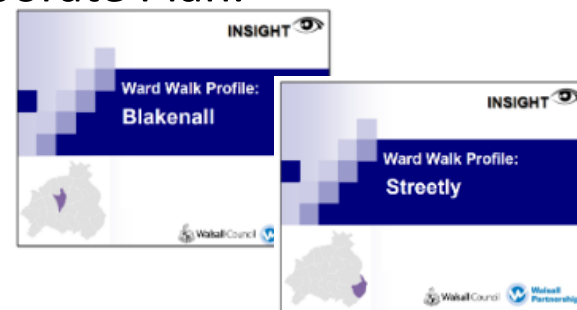 INSIGHT
Ward Walk Profile:
Blakenall
Walsall Council
INSIGHT
Ward Walk Profile:
Streetly
Walsall Council
Walsall
Partnership